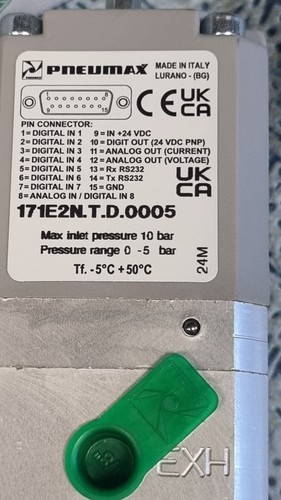 PNEUMAX
MADE IN ITALY
LURANO - (BG)
1 8
9 15
CE UK CA
PIN CONNECTOR:
1=DIGITAL IN 1 9= IN +24 VDC
2=DIGITAL IN 2 10=DIGIT OUT (24 VDC PNP)
3=DIGITAL IN 3 11=ANALOG OUT (CURRENT)
4=DIGITAL IN 4 12=ANALOG OUT (VOLTAGE)
5=DIGITAL IN 5 13=Rx RS232
6=DIGITAL IN 6 14=Tx RS232
7=DIGITAL IN 7 15=GND
8=ANALOG IN / DIGITAL IN 8
UK CA
171E2N.T.D.0005
Max inlet pressure 10 bar
Pressure range 0 -5 bar
Tf. -5°C +50°C
24M
EXH